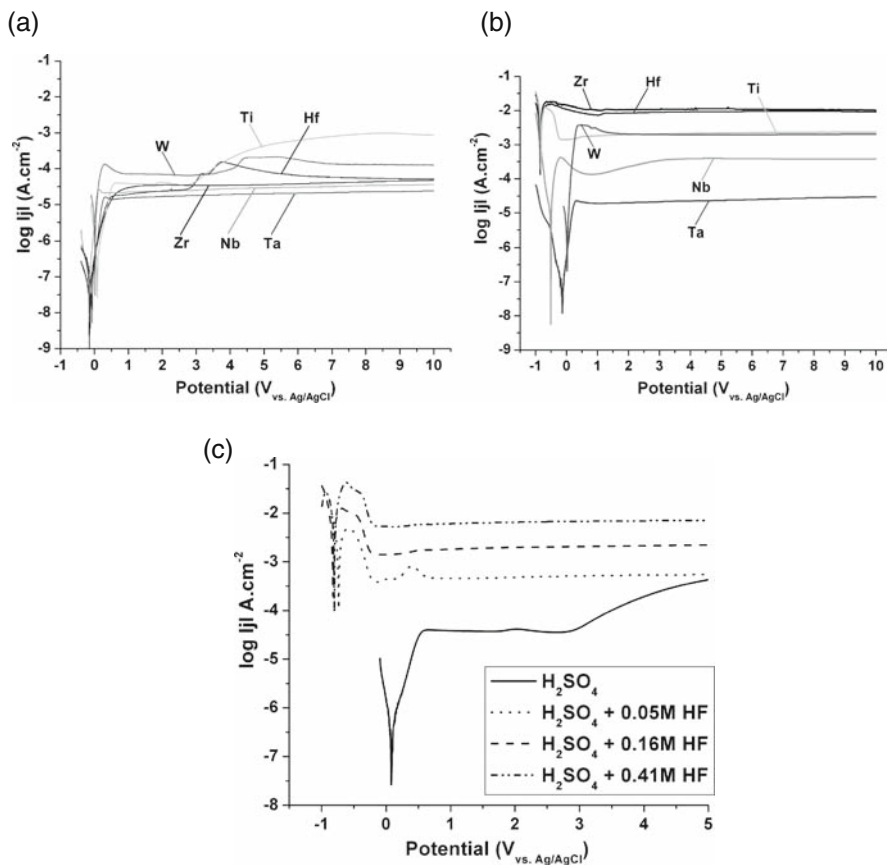 (a)
-1
-2
-3
-4
-5
-6
-7
-8
-9
log |j| (A.cm-2)
Ti
Hf
W
Zr
Nb
Ta
-1 0 1 2 3 4 5 6 7 8 9 10
Potential (V vs. Ag/AgCl)
(b)
-1
-2
-3
-4
-5
-6
-7
-8
-9
log |j| (A.cm-2)
Zr
Hf
Ti
W
Nb
Ta
-1 0 1 2 3 4 5 6 7 8 9 10
Potential (V vs. Ag/AgCl)
(c)
-1
-2
-3
-4
-5
-6
-7
-8
log |j| A.cm-2
H2SO4
H2SO4 + 0.05M HF
H2SO4 + 0.16M HF
H2SO4 + 0.41M HF
-1 0 1 2 3 4 5
Potential (V vs. Ag/AgCl)